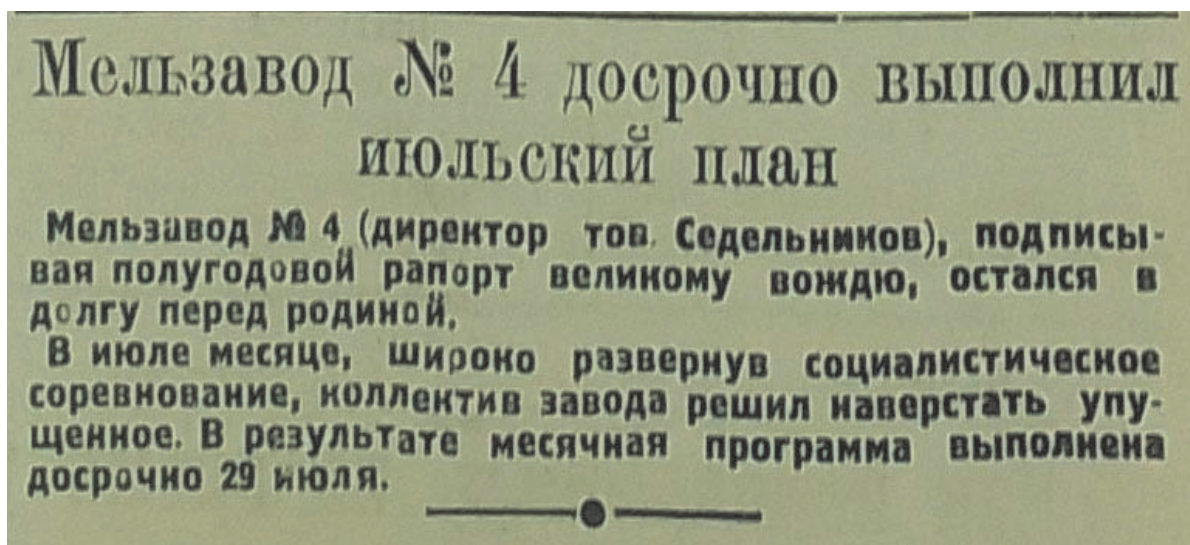 Мельзавод № 4 досрочно выполнил
июльский план
Мельзавод № 4 (директор тов. Седельников), подписы-
вая полугодовой рапорт великому вождю, остался в
долгу перед родиной.
В июле месяце, широко развернув социалистическое
соревнование, коллектив завода решил наверстать упу-
щенное. В результате месячная программа выполнена
досрочно 29 июля.